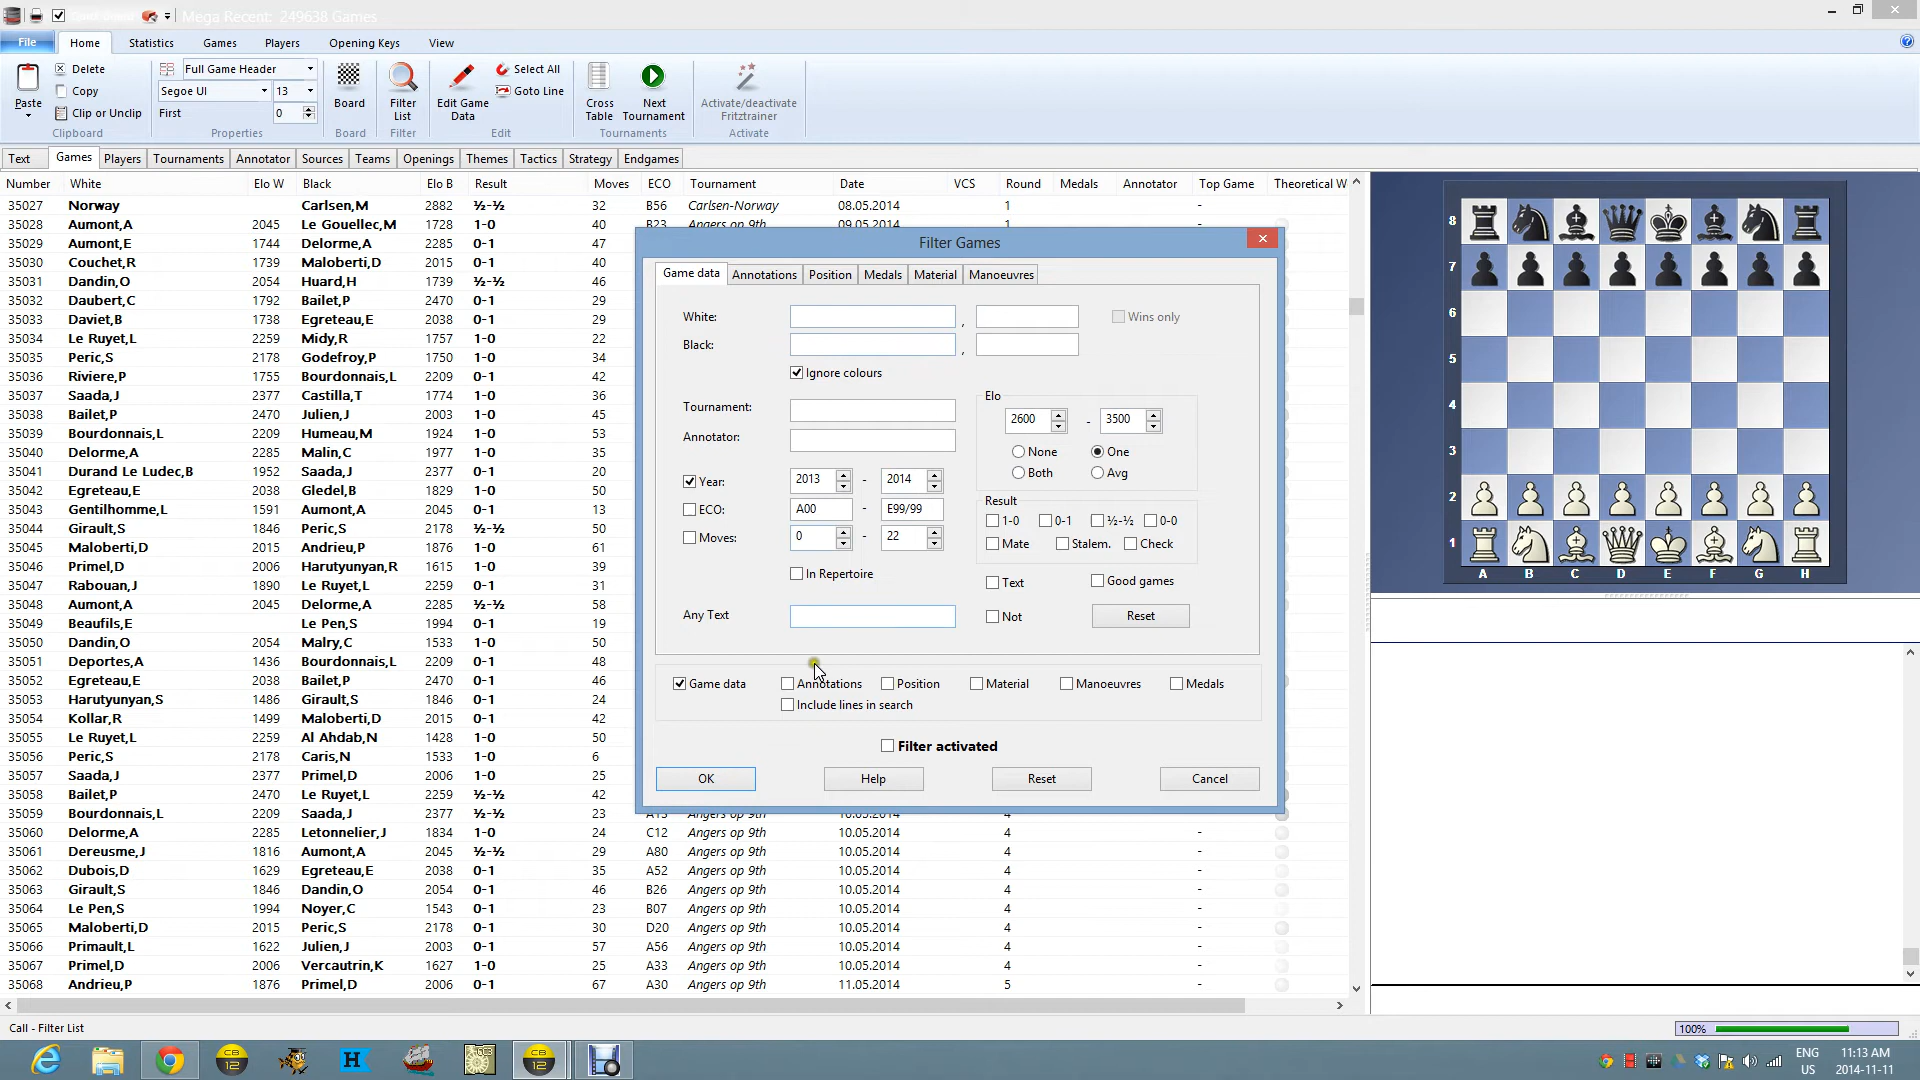 Mega Recent: 249638 Games
File Home Statistics Games Players Opening Keys View
Paste Delete Copy Clip or Unclip Clipboard
Full Game Header Segoe UI 13 First 0 Properties
Board Board
Filter List Filter
Edit Game Data Select All Goto Line Edit
Cross Table Next Tournament Tournaments
Activate/deactivate Fritztrainer Activate
Text Games Players Tournaments Annotator Sources Teams Openings Themes Tactics Strategy Endgames
Number White Elo W Black Elo B Result Moves ECO Tournament Date VCS Round Medals Annotator Top Game Theoretical W
35027 Norway Carlsen,M 2882 ½-½ 32 B56 Carlsen-Norway 08.05.2014 1 -
35028 Aumont,A 2045 Le Gouellec,M 1728 1-0 40 B23 Angers op 9th 09.05.2014 1 -
35029 Aumont,E 1744 Delorme,A 2285 0-1 47
35030 Couchet,R 1739 Maloberti,D 2015 0-1 40
35031 Dandin,O 2054 Huard,H 1739 ½-½ 46
35032 Daubert,C 1792 Bailet,P 2470 0-1 29
35033 Daviet,B 1738 Egreteau,E 2038 0-1 29
35034 Le Ruyet,L 2259 Midy,R 1757 1-0 22
35035 Peric,S 2178 Godefroy,P 1750 1-0 34
35036 Riviere,P 1755 Bourdonnais,L 2209 0-1 42
35037 Saada,J 2377 Castilla,T 1774 1-0 36
35038 Bailet,P 2470 Julien,J 2003 1-0 45
35039 Bourdonnais,L 2209 Humeau,M 1924 1-0 53
35040 Delorme,A 2285 Malin,C 1977 1-0 35
35041 Durand Le Ludec,B 1952 Saada,J 2377 0-1 20
35042 Egreteau,E 2038 Gledel,B 1829 1-0 50
35043 Gentilhomme,L 1591 Aumont,A 2045 0-1 51
35044 Girault,S 1846 Peric,S 2178 ½-½ 50
35045 Maloberti,D 2015 Andrieu,P 1876 1-0 61
35046 Primel,D 2006 Harutyunyan,R 1615 1-0 39
35047 Rabouan,J 1890 Le Ruyet,L 2259 0-1 31
35048 Aumont,A 2045 Delorme,A 2285 ½-½ 58
35049 Beaufils,E Le Pen,S 1994 0-1 19
35050 Dandin,O 2054 Malry,C 1533 1-0 50
35051 Deportes,A 1436 Bourdonnais,L 2209 0-1 48
35052 Egreteau,E 2038 Bailet,P 2470 0-1 46
35053 Harutyunyan,S 1486 Girault,S 1846 0-1 26
35054 Kollar,R 1499 Maloberti,D 2015 0-1 42
35055 Le Ruyet,L 2259 Al Ahdab,N 1428 1-0 50
35056 Peric,S 2178 Caris,N 1533 1-0 6
35057 Saada,J 2377 Primel,D 2006 1-0 25
35058 Bailet,P 2470 Le Ruyet,L 2259 ½-½ 42
35059 Bourdonnais,L 2209 Saada,J 2377 ½-½ 23 A13 Angers op 9th 10.05.2014 4
35060 Delorme,A 2285 Letonnelier,J 1834 1-0 24 C12 Angers op 9th 10.05.2014 4 -
35061 Dereusme,J 1816 Aumont,A 2045 ½-½ 29 A80 Angers op 9th 10.05.2014 4 -
35062 Dubois,D 1629 Egreteau,E 2038 0-1 35 A52 Angers op 9th 10.05.2014 4 -
35063 Girault,S 1846 Dandin,O 2054 0-1 46 B26 Angers op 9th 10.05.2014 4 -
35064 Le Pen,S 1994 Noyer,C 1543 0-1 23 B07 Angers op 9th 10.05.2014 4 -
35065 Maloberti,D 2015 Peric,S 2178 0-1 30 D20 Angers op 9th 10.05.2014 4 -
35066 Primault,L 1622 Julien,J 2003 0-1 57 A56 Angers op 9th 10.05.2014 4 -
35067 Primel,D 2006 Vercautrin,K 1627 1-0 25 A33 Angers op 9th 10.05.2014 4 -
35068 Andrieu,P 1876 Primel,D 2006 0-1 67 A30 Angers op 9th 11.05.2014 5 -
Filter Games
Game data Annotations Position Medals Material Manoeuvres
White: , Wins only
Black: ,
Ignore colours
Tournament:
Annotator:
Elo
2600 - 3500
None One
Both Avg
Year: 2013 - 2014
ECO: A00 - E99/99
Moves: 0 - 22
Result
1-0 0-1 ½-½ 0-0
Mate Stalem. Check
In Repertoire Text Good games
Any Text Not Reset
Game data Annotations Position Material Manoeuvres Medals
Include lines in search
Filter activated
OK Help Reset Cancel
8
7
6
5
4
3
2
1
A B C D E F G H
Call - Filter List
100%
CB 12 H CB 12
ENG US
11:13 AM
2014-11-11